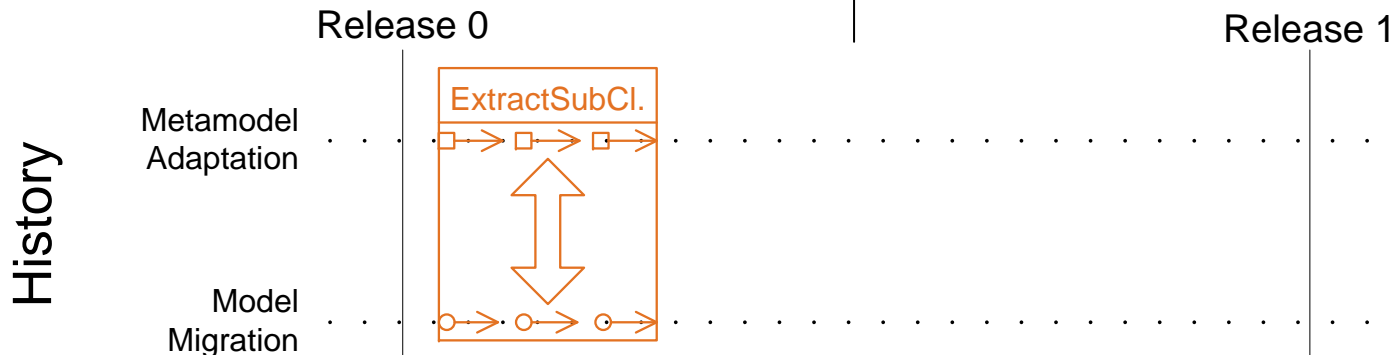 Release 0
Release 1
ExtractSubCl.
Metamodel
Adaptation
History
Model
Migration